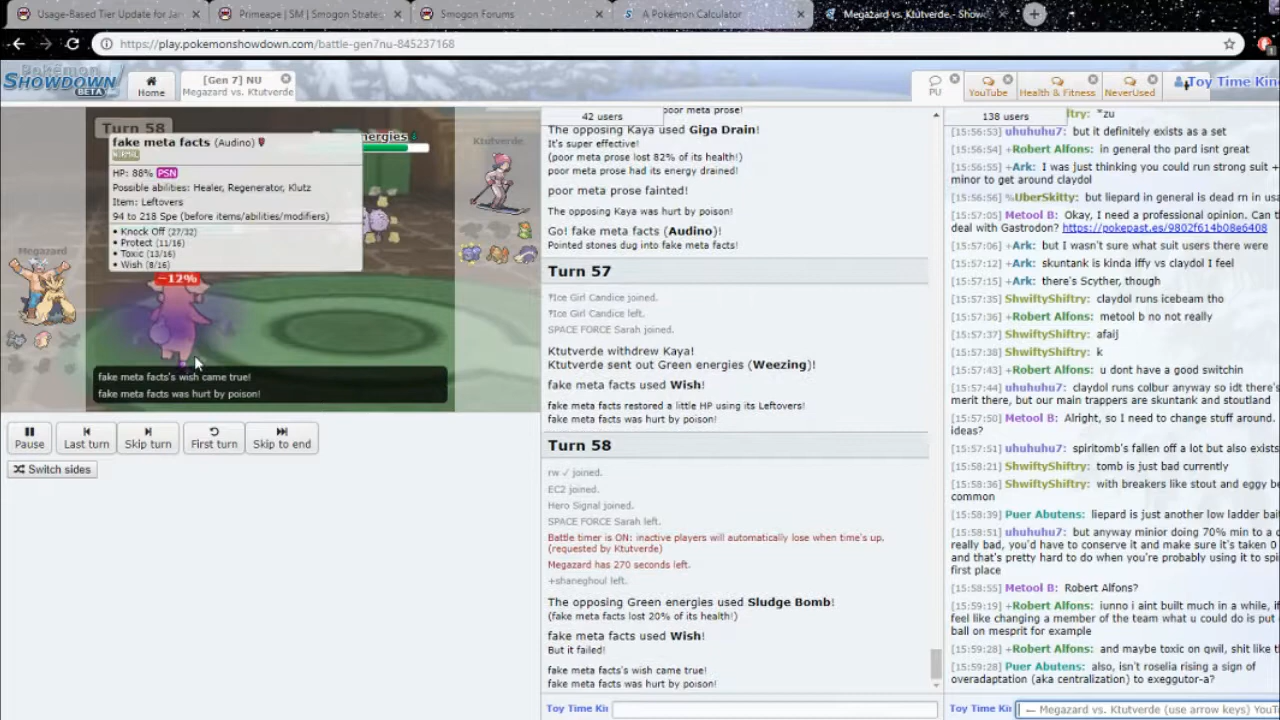 Usage-Based Tier Update for Jan
Primeape | SM | Smogon Strateg
Smogon Forums
A Pokémon Calculator
Megazard vs. Ktutverde - Show
https://play.pokemonshowdown.com/battle-gen7nu-845237168
Pokémon
SHOWDOWN
BETA
Home
[Gen 7] NU
Megazard vs. Ktutverde
PU
YouTube
Health & Fitness
NeverUsed
Toy Time Kin
Turn 58
fake meta facts (Audino)
NORMAL
HP: 88% PSN
Possible abilities: Healer, Regenerator, Klutz
Item: Leftovers
94 to 218 Spe (before items/abilities/modifiers)
• Knock Off (27/32)
• Protect (11/16)
• Toxic (13/16)
• Wish (8/16)
nergies
Ktutverde
Megazard
−12%
fake meta facts's wish came true!
fake meta facts was hurt by poison!
Pause
Last turn
Skip turn
First turn
Skip to end
Switch sides
42 users
poor meta prose!
The opposing Kaya used Giga Drain!
It's super effective!
(poor meta prose lost 82% of its health!)
poor meta prose had its energy drained!
poor meta prose fainted!
The opposing Kaya was hurt by poison!
Go! fake meta facts (Audino)!
Pointed stones dug into fake meta facts!
Turn 57
‽Ice Girl Candice joined.
‽Ice Girl Candice left.
SPACE FORCE Sarah joined.
Ktutverde withdrew Kaya!
Ktutverde sent out Green energies (Weezing)!
fake meta facts used Wish!
fake meta facts restored a little HP using its Leftovers!
fake meta facts was hurt by poison!
Turn 58
rw ✓ joined.
EC2 joined.
Hero Signal joined.
SPACE FORCE Sarah left.
Battle timer is ON: inactive players will automatically lose when time's up.
(requested by Ktutverde)
Megazard has 270 seconds left.
+shaneghoul left.
The opposing Green energies used Sludge Bomb!
(fake meta facts lost 20% of its health!)
fake meta facts used Wish!
But it failed!
fake meta facts's wish came true!
fake meta facts was hurt by poison!
Toy Time Kin
138 users
ltry: *zu
[15:56:53] uhuhuhu7: but it definitely exists as a set
[15:56:54] +Robert Alfons: in general tho pard isnt great
[15:56:55] +Ark: I was just thinking you could run strong suit +
minor to get around claydol
[15:56:56] %UberSkitty: but liepard in general is dead rn in usa
[15:57:05] Metool B: Okay, I need a professional opinion. Can t
deal with Gastrodon? https://pokepast.es/9802f614b08e6408
[15:57:06] +Ark: but I wasn't sure what suit users there were
[15:57:12] +Ark: skuntank is kinda iffy vs claydol I feel
[15:57:15] +Ark: there's Scyther, though
[15:57:35] ShwiftyShiftry: claydol runs icebeam tho
[15:57:36] +Robert Alfons: metool b no not really
[15:57:37] ShwiftyShiftry: afaij
[15:57:38] ShwiftyShiftry: k
[15:57:43] +Robert Alfons: u dont have a good switchin
[15:57:44] uhuhuhu7: claydol runs colbur anyway so idt there'
merit there, but our main trappers are skuntank and stoutland
[15:57:50] Metool B: Alright, so I need to change stuff around.
ideas?
[15:57:51] uhuhuhu7: spiritomb's fallen off a lot but also exists
[15:58:21] ShwiftyShiftry: tomb is just bad currently
[15:58:36] ShwiftyShiftry: with breakers like stout and eggy be
common
[15:58:39] Puer Abutens: liepard is just another low ladder bait
[15:58:51] uhuhuhu7: but anyway minior doing 70% min to a d
really bad, you'd have to conserve it and make sure it's taken 0
and that's pretty hard to do when you're probably using it to spi
first place
[15:58:55] Metool B: Robert Alfons?
[15:59:19] +Robert Alfons: iunno i aint built much in a while, if
feel like changing a member of the team what u could do is put
ball on mesprit for example
[15:59:28] +Robert Alfons: and maybe toxic on qwil, shit like th
[15:59:28] Puer Abutens: also, isn't roselia rising a sign of
overadaptation (aka centralization) to exeggutor-a?
Toy Time Kin
← Megazard vs. Ktutverde (use arrow keys) YouT